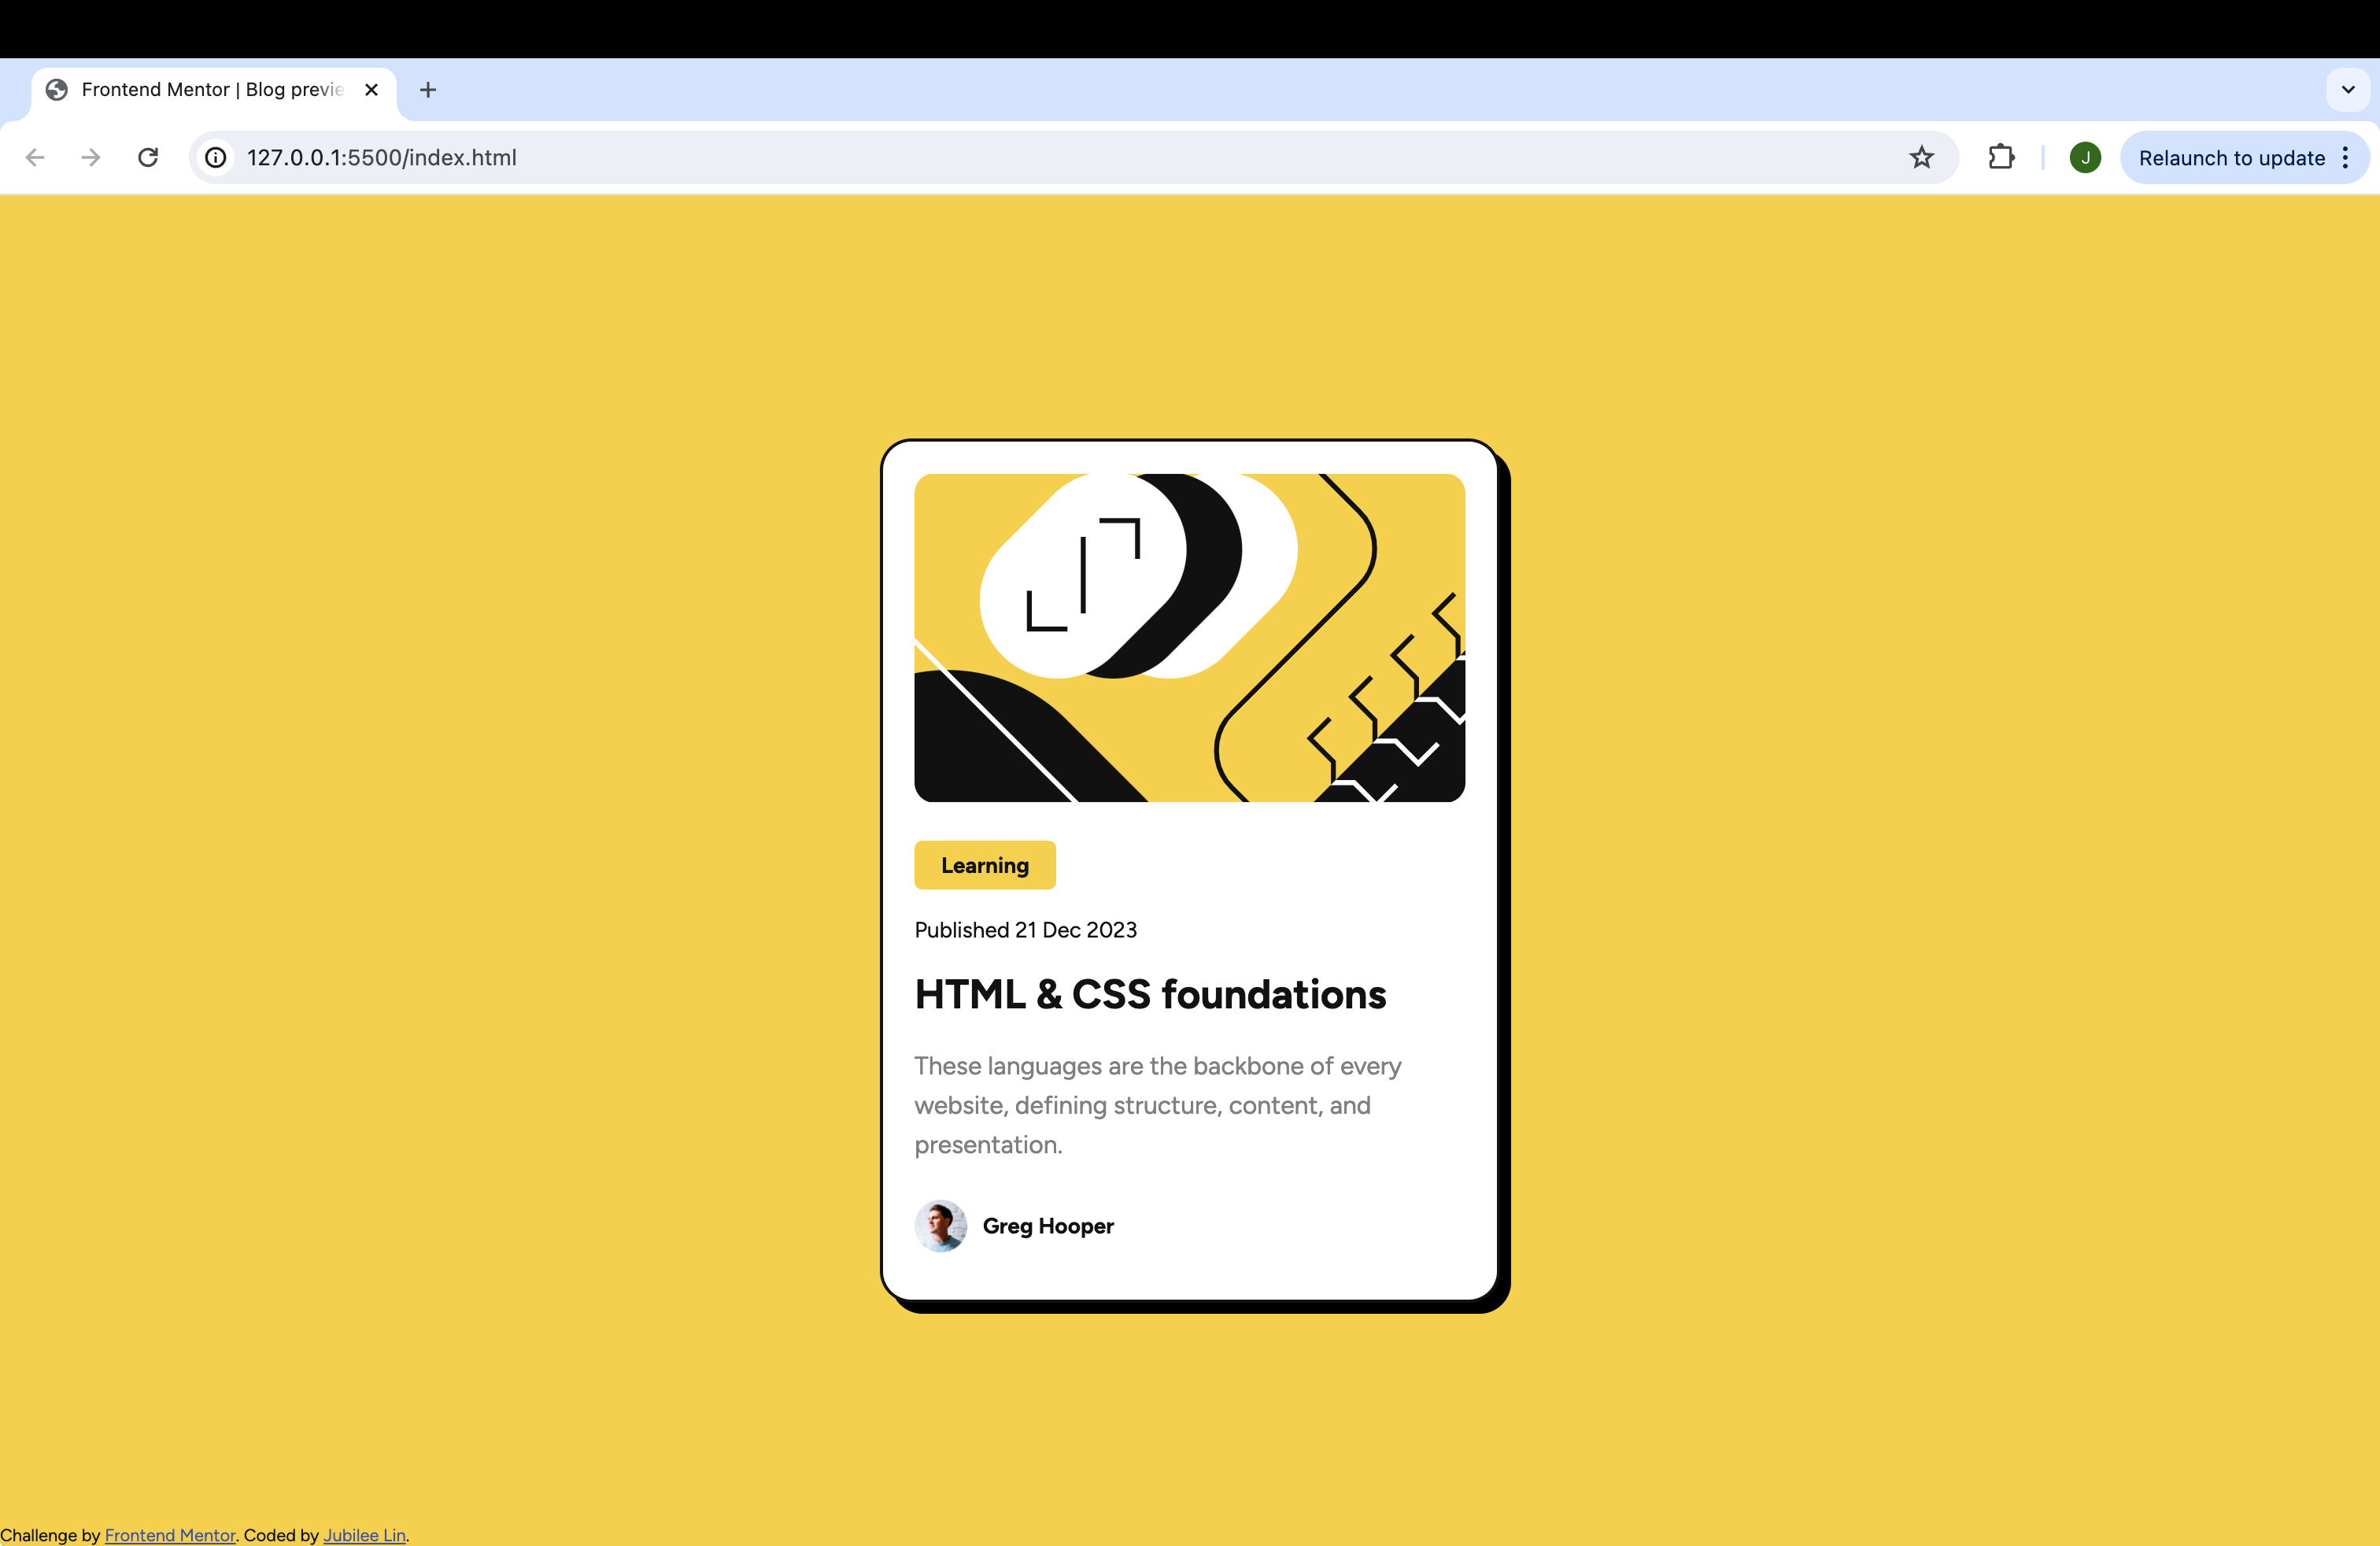 Frontend Mentor | Blog previe
127.0.0.1:5500/index.html
J
Relaunch to update
Learning
Published 21 Dec 2023
HTML & CSS foundations
These languages are the backbone of every
website, defining structure, content, and
presentation.
Greg Hooper
Challenge by Frontend Mentor. Coded by Jubilee Lin.